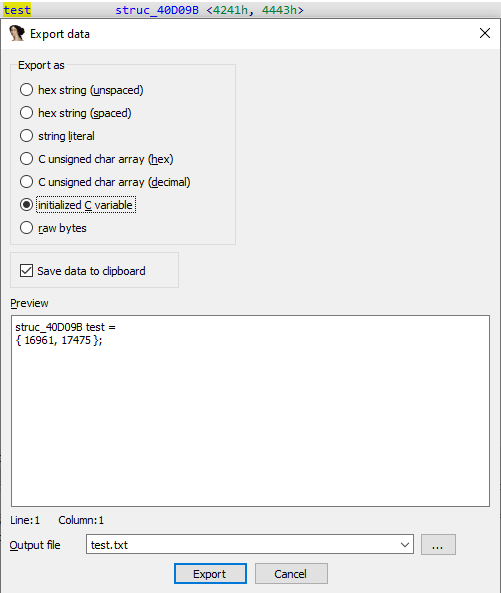 test struc_40D09B <4241h, 4443h>
Export data
Export as
hex string (unspaced)
hex string (spaced)
string literal
C unsigned char array (hex)
C unsigned char array (decimal)
initialized C variable
raw bytes
Save data to clipboard
Preview
struc_40D09B test =
{ 16961, 17475 };
Line:1 Column:1
Output file test.txt ...
Export Cancel